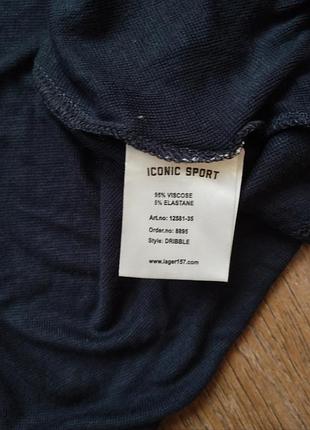 ICONIC SPORT
95% VISCOSE
5% ELASTANE
Art.no: 12581-35
Order.no: 8895
Style: DRIBBLE
www.lager157.com